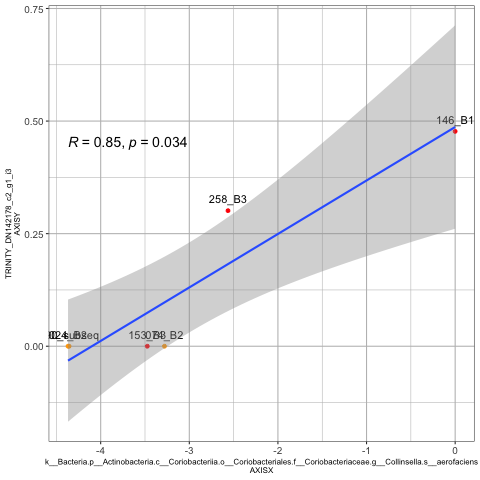 0.75
0.50
0.25
0.00
R = 0.85, p = 0.034
146_B1
258_B3
_B2
-4
-3
-2
-1
0
TRINITY_DN142178_c2_g1_i3
AXISY
k__Bacteria.p__Actinobacteria.c__Coriobacteriia.o__Coriobacteriales.f__Coriobacteriaceae.g__Collinsella.s__aerofaciens
AXISX